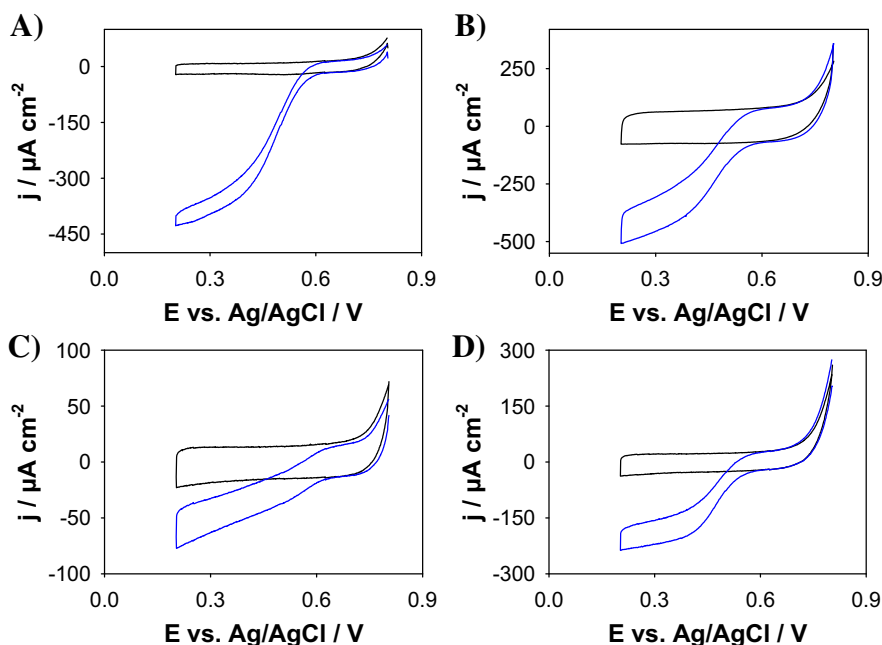 A)
0
-150
-300
-450
j / µA cm-2
0.0 0.3 0.6 0.9
E vs. Ag/AgCl / V
B)
250
0
-250
-500
j / µA cm-2
0.0 0.3 0.6 0.9
E vs. Ag/AgCl / V
C)
100
50
0
-50
-100
j / µA cm-2
0.0 0.3 0.6 0.9
E vs. Ag/AgCl / V
D)
300
150
0
-150
-300
j / µA cm-2
0.0 0.3 0.6 0.9
E vs. Ag/AgCl / V